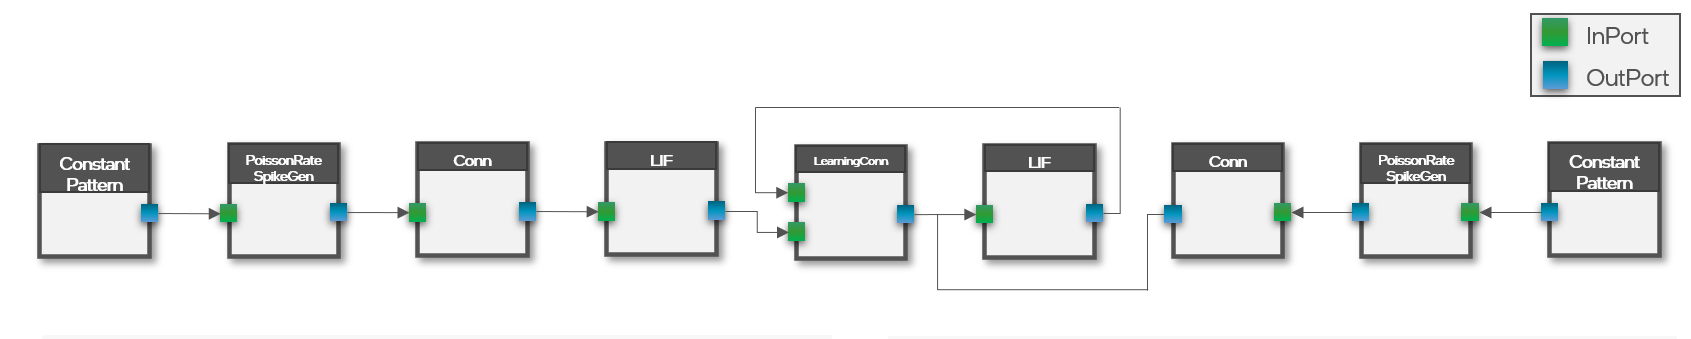 InPort
OutPort
Constant
Pattern
PoissonRate
SpikeGen
Conn
LIF
LearningConn
LIF
Conn
PoissonRate
SpikeGen
Constant
Pattern